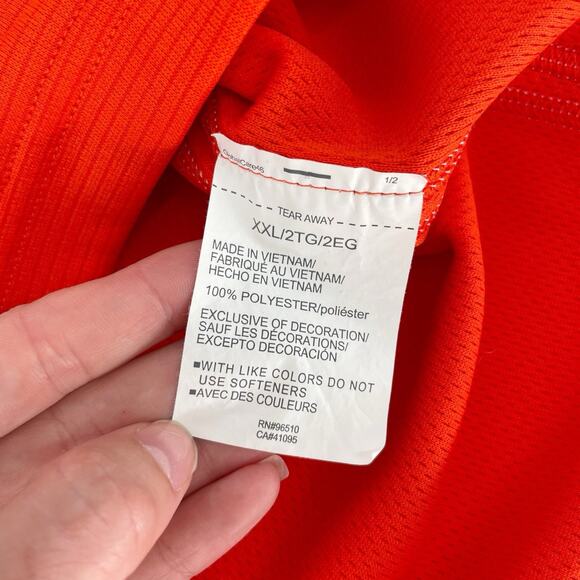 GlobalCare46
1/2
TEAR AWAY
XXL/2TG/2EG
MADE IN VIETNAM/
FABRIQUÉ AU VIETNAM/
HECHO EN VIETNAM
100% POLYESTER/poliéster
EXCLUSIVE OF DECORATION/
SAUF LES DÉCORATIONS/
EXCEPTO DECORACIÓN
■WITH LIKE COLORS DO NOT
USE SOFTENERS
■AVEC DES COULEURS
RN#96510
CA#41095